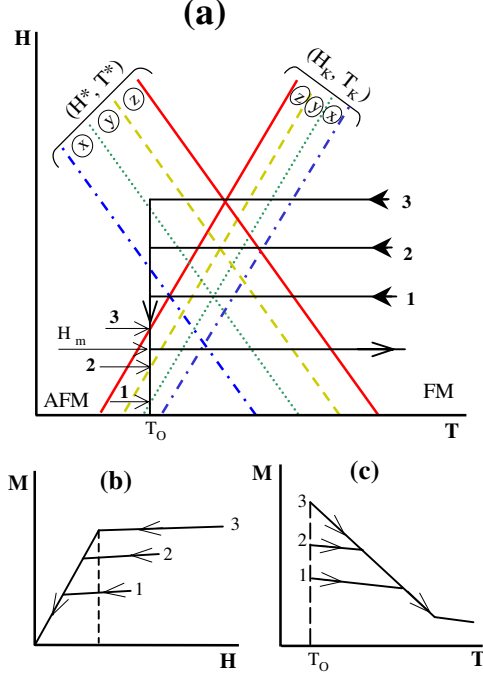 (a)
H
(H*, T*)
(H_K, T_K)
x
y
z
z
y
x
3
2
1
3
H_m
2
1
AFM
FM
T_O
T
(b)
M
3
2
1
H
(c)
M
3
2
1
T_O
T